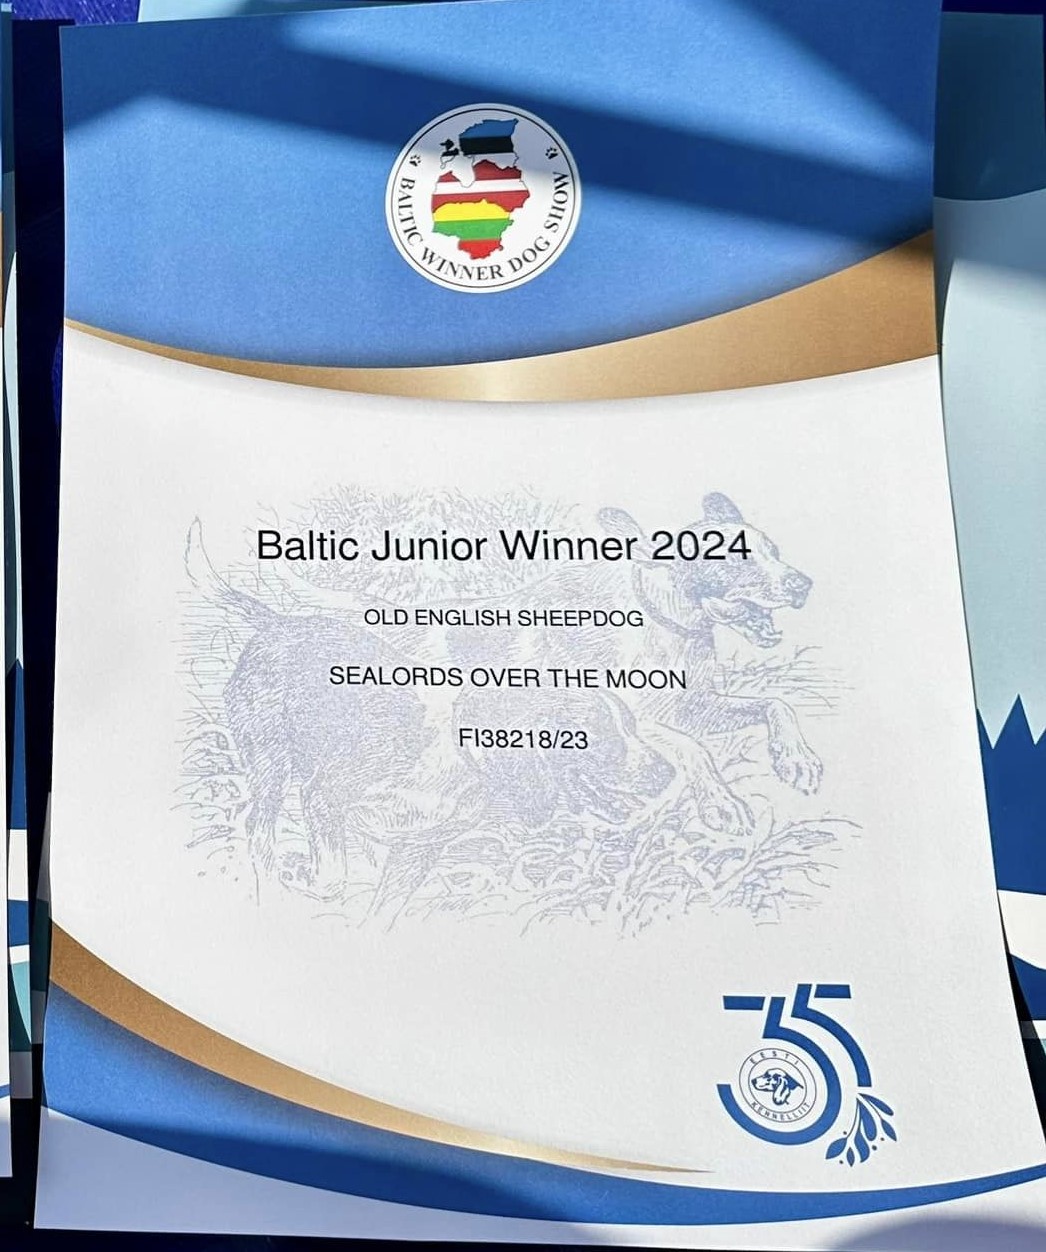 BALTIC WINNER DOG SHOW
Baltic Junior Winner 2024
OLD ENGLISH SHEEPDOG
SEALORDS OVER THE MOON
FI38218/23
35
EESTI
KENNELLIIT